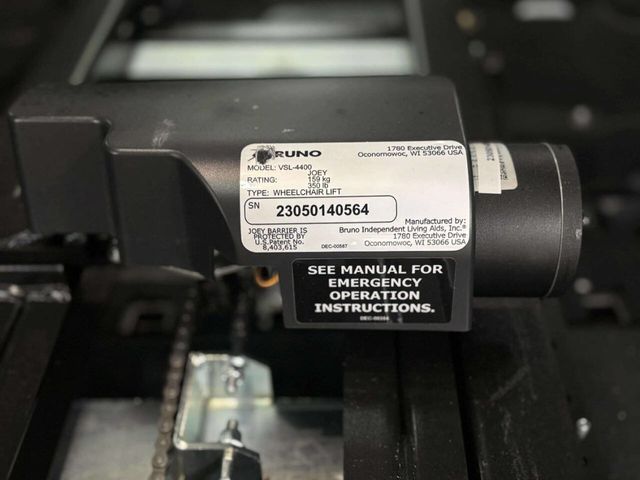 BRUNO
1780 Executive Drive
Oconomowoc, WI 53066 USA
MODEL: VSL-4400
JOEY
RATING: 159 kg
350 lb
TYPE: WHEELCHAIR LIFT
SN 23050140564
JOEY BARRIER IS
PROTECTED BY
U.S.Patent No.
8,403,615
DEC-00587
Manufactured by:
Bruno Independent Living Aids, Inc.®
1780 Executive Drive
Oconomowoc, WI 53066 USA
SEE MANUAL FOR
EMERGENCY
OPERATION
INSTRUCTIONS.